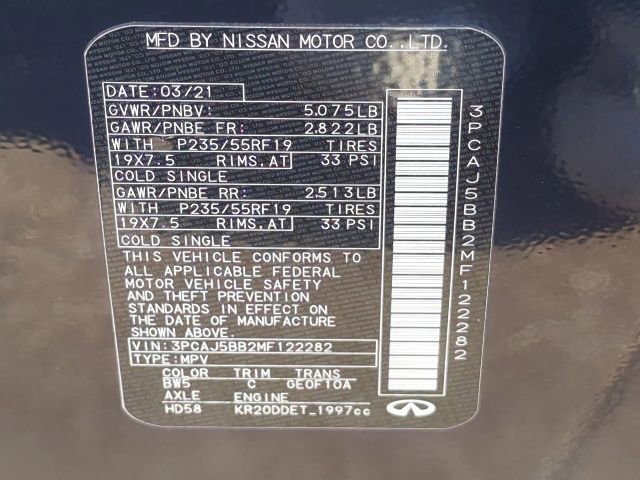 MFD BY NISSAN MOTOR CO.,LTD.
DATE: 03/21
GVWR/PNBV: 5.075LB
GAWR/PNBE FR: 2.822LB
WITH P235/55RF19 TIRES
19X7.5 RIMS.AT 33 PSI
COLD SINGLE
GAWR/PNBE RR: 2.513LB
WITH P235/55RF19 TIRES
19X7.5 RIMS.AT 33 PSI
COLD SINGLE
THIS VEHICLE CONFORMS TO
ALL APPLICABLE FEDERAL
MOTOR VEHICLE SAFETY
AND THEFT PREVENTION
STANDARDS IN EFFECT ON
THE DATE OF MANUFACTURE
SHOWN ABOVE.
VIN: 3PCAJ5BB2MF122282
TYPE: MPV
COLOR TRIM TRANS
BW5 C GE0F10A
AXLE ENGINE
HD58 KR20DDET_1997cc
3PCAJ5BB2MF122282